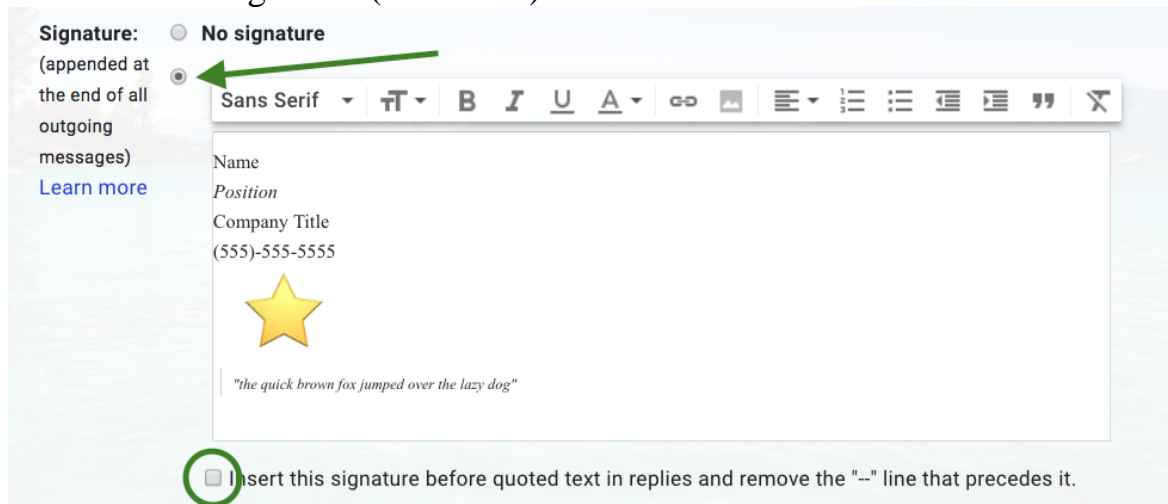 Signature:
(appended at
the end of all
outgoing
messages)
Learn more
No signature
Sans Serif
Name
Position
Company Title
(555)-555-5555
"the quick brown fox jumped over the lazy dog"
Insert this signature before quoted text in replies and remove the "--" line that precedes it.